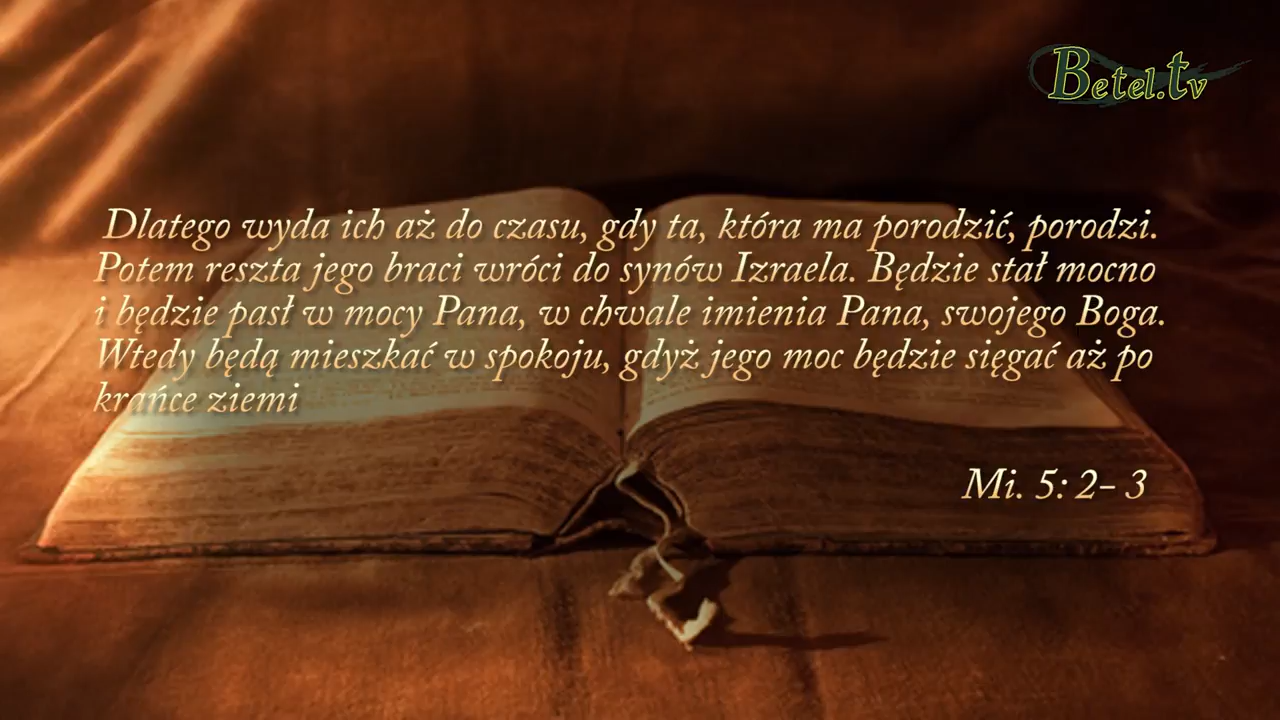 Betel.tv
Dlatego wyda ich aż do czasu, gdy ta, która ma porodzić, porodzi.
Potem reszta jego braci wróci do synów Izraela. Będzie stał mocno
i będzie pasł w mocy Pana, w chwale imienia Pana, swojego Boga.
Wtedy będą mieszkać w spokoju, gdyż jego moc będzie sięgać aż po
krańce ziemi
Mi. 5: 2- 3